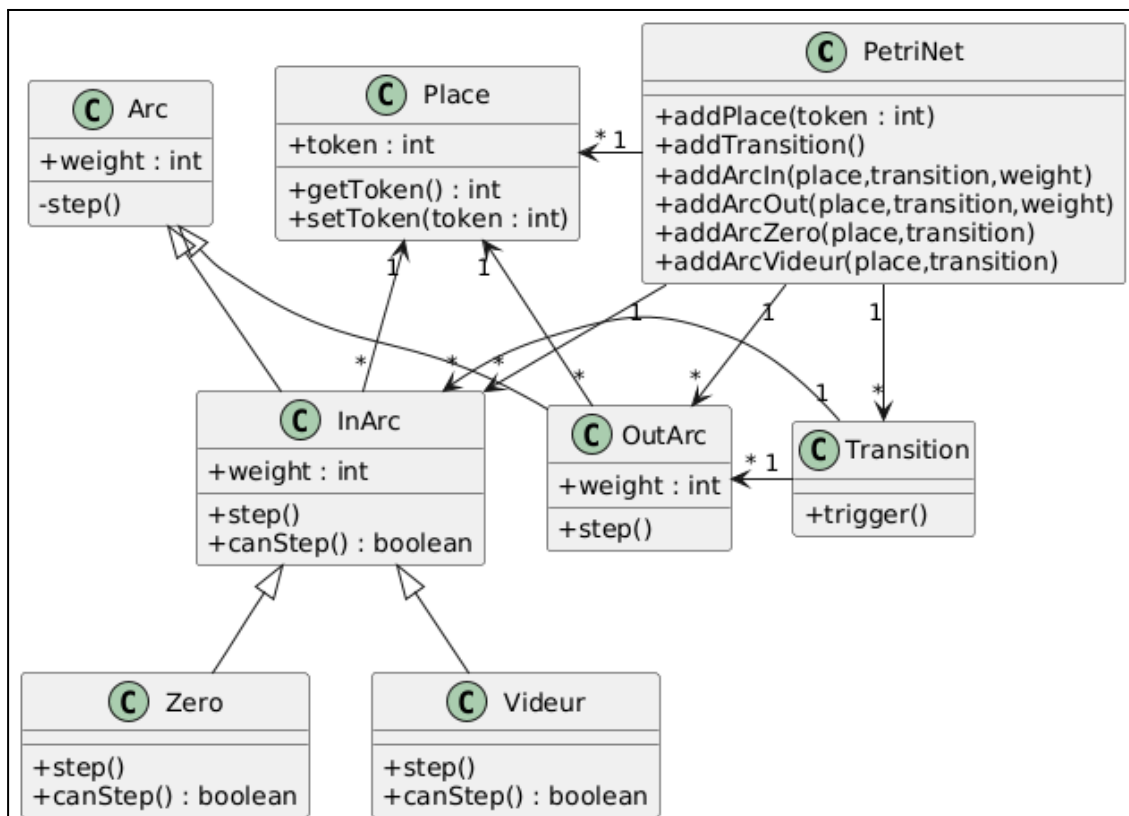 C Arc
+weight : int
-step()
C Place
+token : int
+getToken() : int
+setToken(token : int)
C PetriNet
+addPlace(token : int)
+addTransition()
+addArcIn(place,transition,weight)
+addArcOut(place,transition,weight)
+addArcZero(place,transition)
+addArcVideur(place,transition)
* 1
1
1
1
1
1
*
*
*
*
*
*
1
C InArc
+weight : int
+step()
+canStep() : boolean
C OutArc
+weight : int
+step()
* 1
C Transition
+trigger()
C Zero
+step()
+canStep() : boolean
C Videur
+step()
+canStep() : boolean